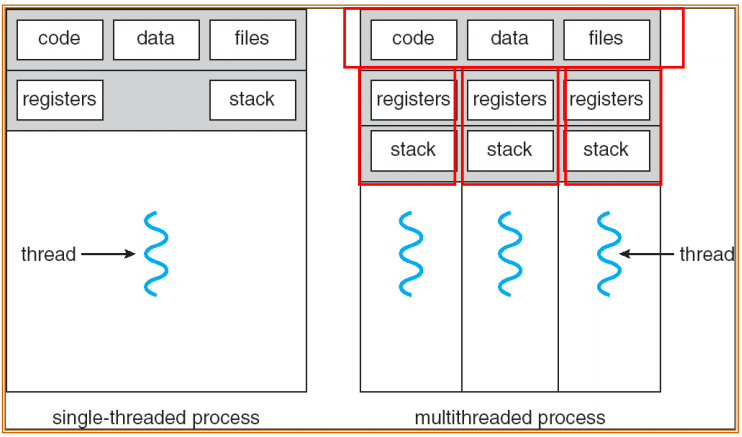 code data files
registers stack
thread
single-threaded process
code data files
registers registers registers
stack stack stack
thread
multithreaded process